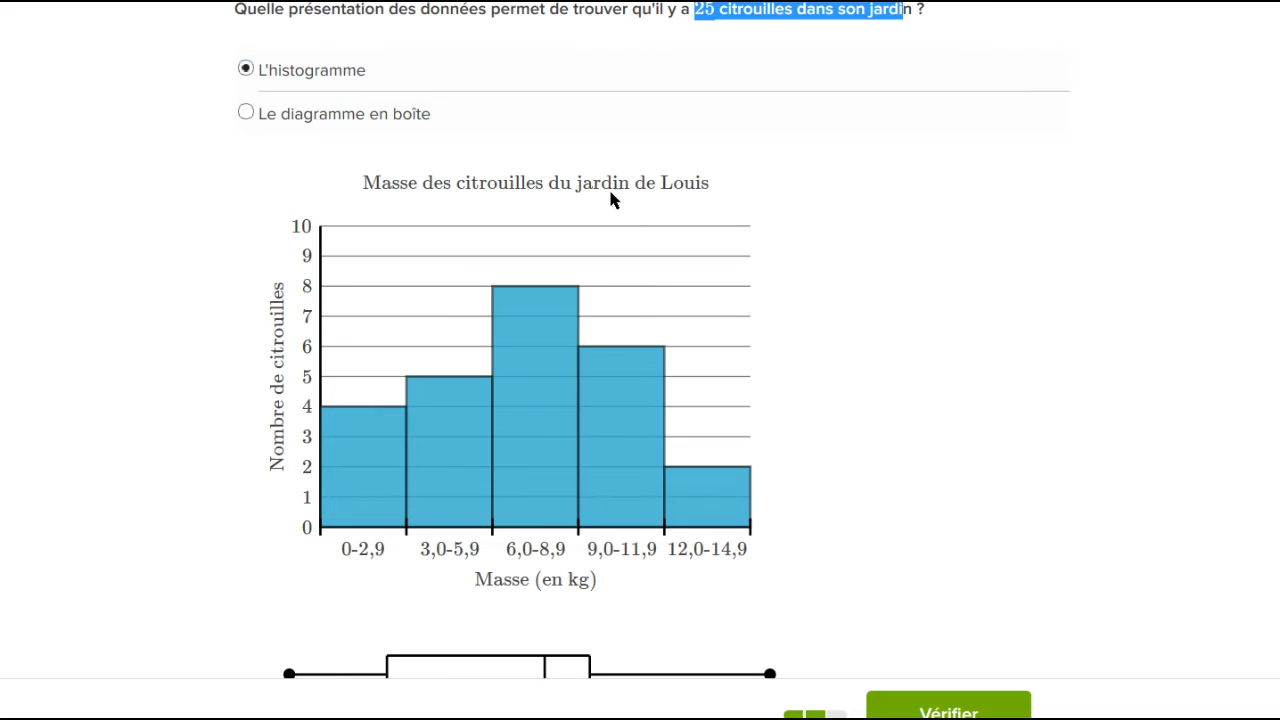 Quelle présentation des données permet de trouver qu'il y a 25 citrouilles dans son jardin ?
L'histogramme
Le diagramme en boîte
Masse des citrouilles du jardin de Louis
Nombre de citrouilles
10
9
8
7
6
5
4
3
2
1
0
0-2,9 3,0-5,9 6,0-8,9 9,0-11,9 12,0-14,9
Masse (en kg)
Vérifier